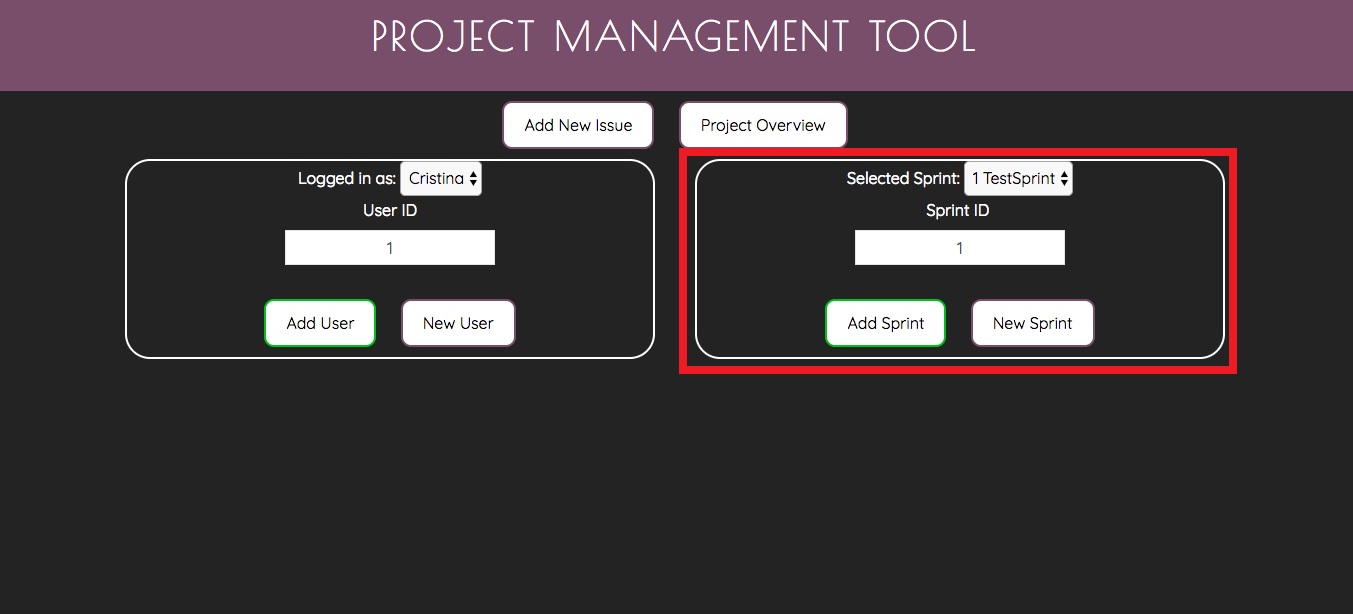 PROJECT MANAGEMENT TOOL
Add New Issue
Project Overview
Logged in as: Cristina
User ID
1
Add User
New User
Selected Sprint: 1 TestSprint
Sprint ID
1
Add Sprint
New Sprint